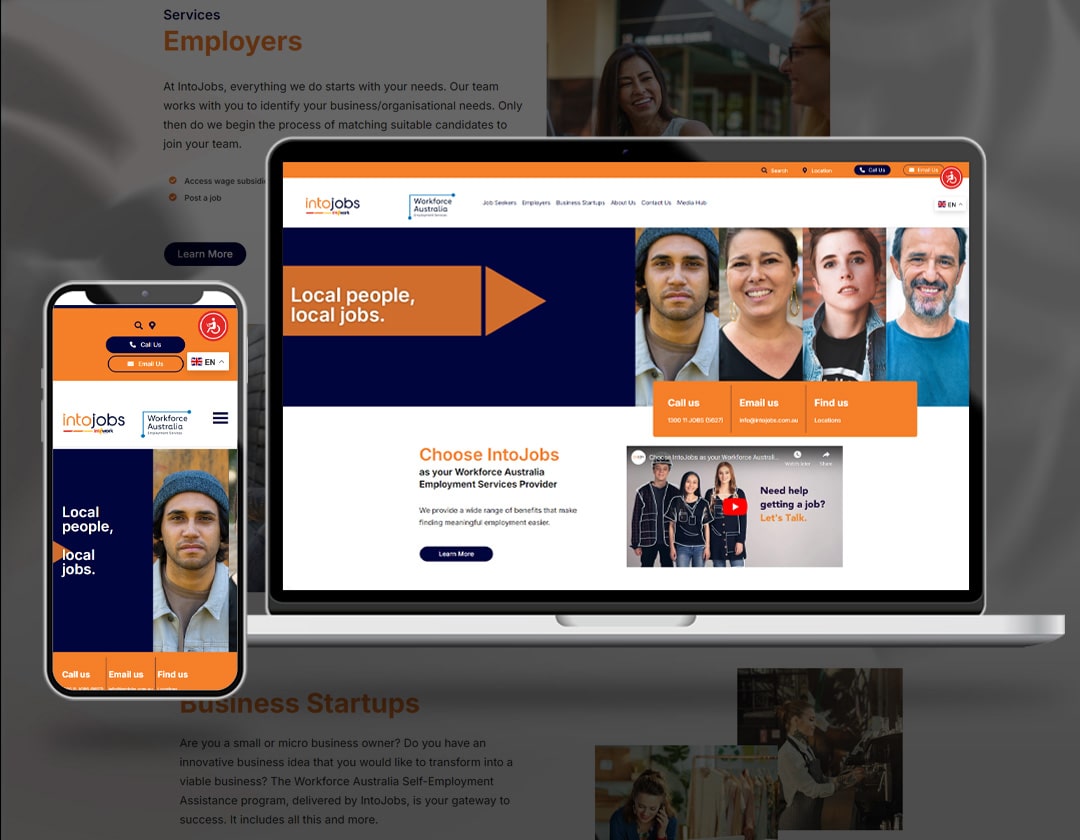 Services
Employers
At IntoJobs, everything we do starts with your needs. Our team
works with you to identify your business/organisational needs. Only
then do we begin the process of matching suitable candidates to
join your team.
Access wage subsidi
Post a job
Learn More
Search
Location
Call Us
Email Us
EN
intojobs
intowork
Workforce
Australia
Employment Services
Job Seekers
Employers
Business Startups
About Us
Contact Us
Media Hub
Local people,
local jobs.
Call us
1300 11 JOBS (5627)
Email us
info@intojobs.com.au
Find us
Locations
Choose IntoJobs
as your Workforce Australia
Employment Services Provider
We provide a wide range of benefits that make
finding meaningful employment easier.
Learn More
Choose IntoJobs as your Workforce Australi...
Watch later
Share
Need help
getting a job?
Let's Talk.
Call Us
Email Us
EN
intojobs
intowork
Workforce
Australia
Employment Services
Local
people,
local
jobs.
Call us
Email us
Find us
Business Startups
Are you a small or micro business owner? Do you have an
innovative business idea that you would like to transform into a
viable business? The Workforce Australia Self-Employment
Assistance program, delivered by IntoJobs, is your gateway to
success. It includes all this and more.